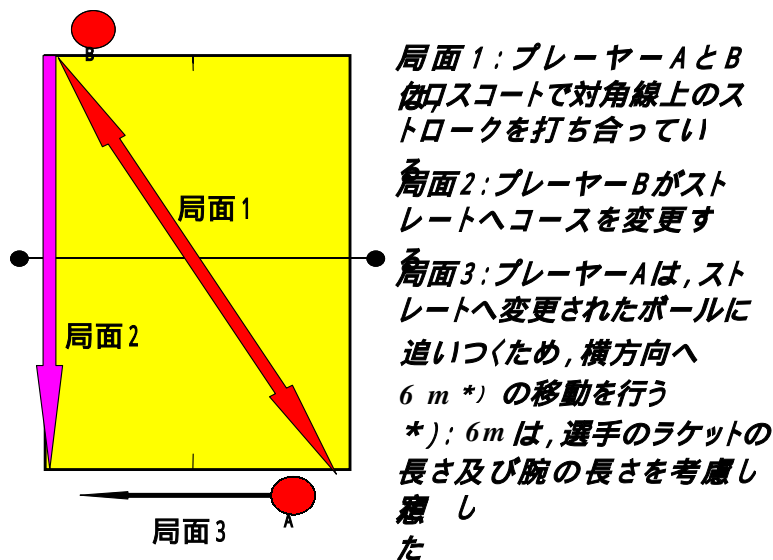 B
局面1
局面2
局面3
A
局面1:プレーヤーAとB
は,
クロスコートで対角線上のス
トロークを打ち合ってい
る
局面2:プレーヤーBがスト
レートへコースを変更す
る
局面3:プレーヤーAは,スト
レートへ変更されたボールに
追いつくため,横方向へ
6 m *) の移動を行う
*): 6m は,選手のラケットの
長さ及び腕の長さを考慮し
し
た